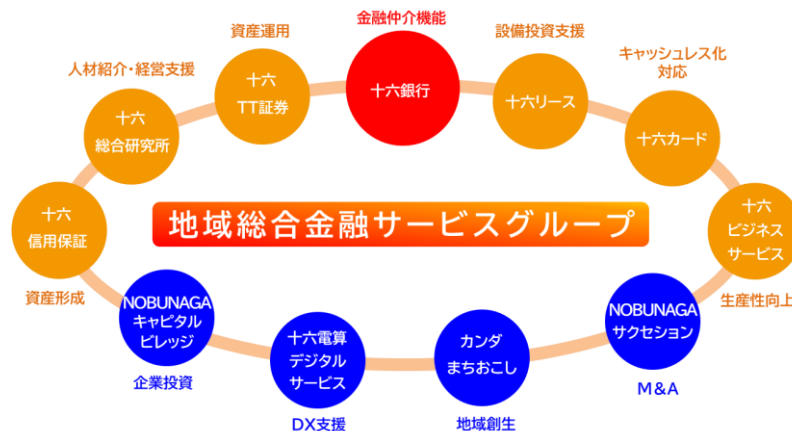 金融仲介機能
十六銀行
設備投資支援
十六リース
キャッシュレス化
対応
十六カード
十六
ビジネス
サービス
生産性向上
NOBUNAGA
サクセション
M&A
カンダ
まちおこし
地域創生
十六電算
デジタル
サービス
DX支援
NOBUNAGA
キャピタル
ビレッジ
企業投資
十六
信用保証
資産形成
人材紹介・経営支援
十六
総合研究所
資産運用
十六
TT証券
地域総合金融サービスグループ